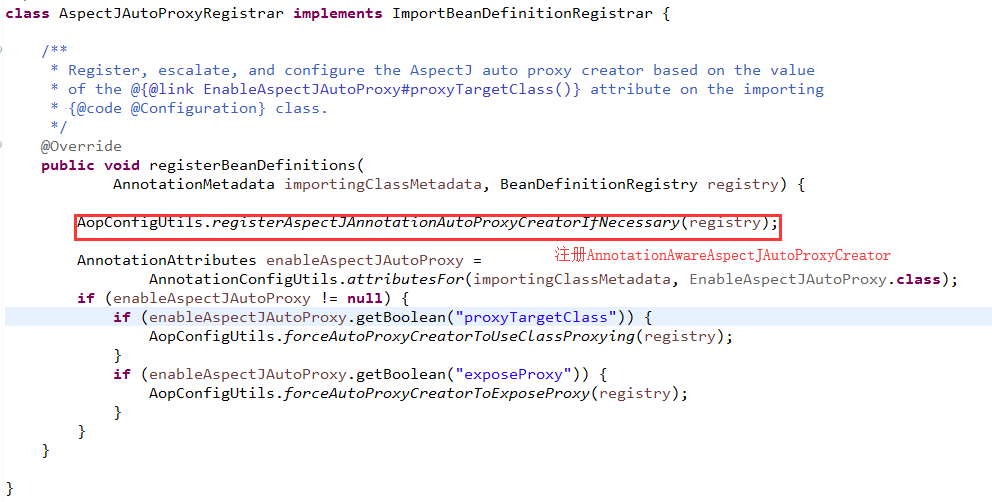 class AspectJAutoProxyRegistrar implements ImportBeanDefinitionRegistrar {
/**
* Register, escalate, and configure the AspectJ auto proxy creator based on the value
* of the @{@link EnableAspectJAutoProxy#proxyTargetClass()} attribute on the importing
* {@code @Configuration} class.
*/
@Override
public void registerBeanDefinitions(
AnnotationMetadata importingClassMetadata, BeanDefinitionRegistry registry) {
AopConfigUtils.registerAspectJAnnotationAutoProxyCreatorIfNecessary(registry);
注册AnnotationAwareAspectJAutoProxyCreator
AnnotationAttributes enableAspectJAutoProxy =
AnnotationConfigUtils.attributesFor(importingClassMetadata, EnableAspectJAutoProxy.class);
if (enableAspectJAutoProxy != null) {
if (enableAspectJAutoProxy.getBoolean("proxyTargetClass")) {
AopConfigUtils.forceAutoProxyCreatorToUseClassProxying(registry);
}
if (enableAspectJAutoProxy.getBoolean("exposeProxy")) {
AopConfigUtils.forceAutoProxyCreatorToExposeProxy(registry);
}
}
}
}